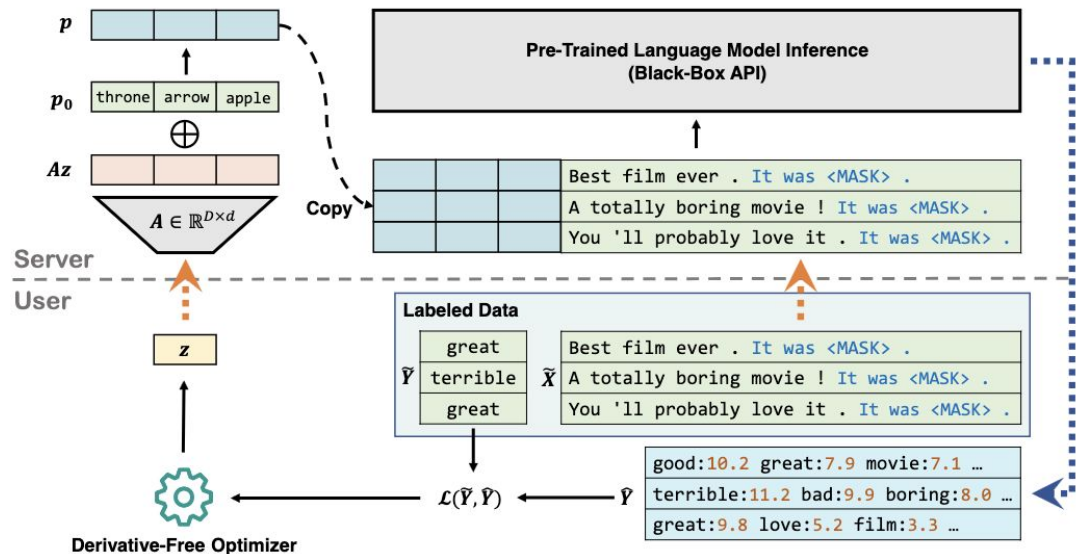 p
p₀
throne arrow apple
⊕
Az
A ∈ ℝ^{D×d}
Copy
Pre-Trained Language Model Inference
(Black-Box API)
Best film ever . It was <MASK> .
A totally boring movie ! It was <MASK> .
You 'll probably love it . It was <MASK> .
Server
User
z
Labeled Data
Ỹ
great
terrible
great
X̃
Best film ever . It was <MASK> .
A totally boring movie ! It was <MASK> .
You 'll probably love it . It was <MASK> .
Derivative-Free Optimizer
ℒ(Ỹ, Ŷ)
Ŷ
good:10.2 great:7.9 movie:7.1 …
terrible:11.2 bad:9.9 boring:8.0 …
great:9.8 love:5.2 film:3.3 …